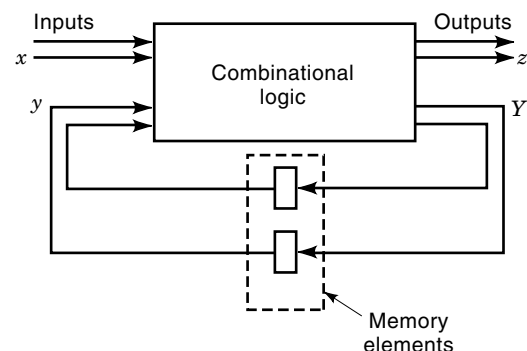 Inputs
Outputs
x
z
Combinational
logic
y
Y
Memory
elements